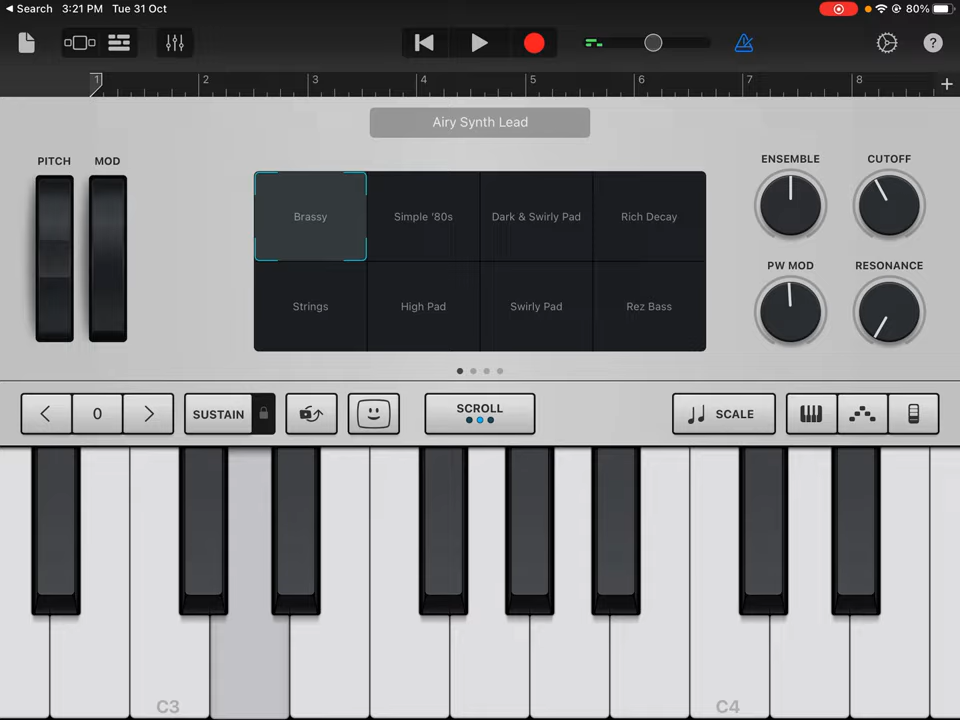 Search 3:21 PM Tue 31 Oct 80%
?
1 2 3 4 5 6 7 8 +
Airy Synth Lead
PITCH MOD
ENSEMBLE CUTOFF
Brassy Simple '80s Dark & Swirly Pad Rich Decay
PW MOD RESONANCE
Strings High Pad Swirly Pad Rez Bass
0 SUSTAIN SCROLL SCALE
C3 C4